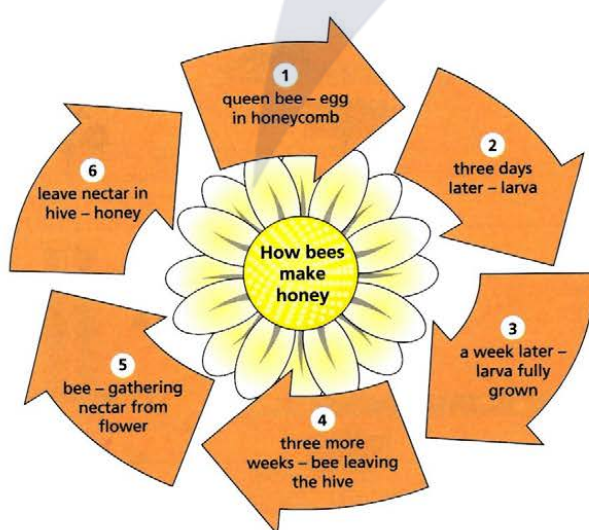 1
queen bee – egg
in honeycomb
2
three days
later – larva
3
a week later –
larva fully
grown
4
three more
weeks – bee leaving
the hive
5
bee – gathering
nectar from
flower
6
leave nectar in
hive – honey
How bees
make
honey